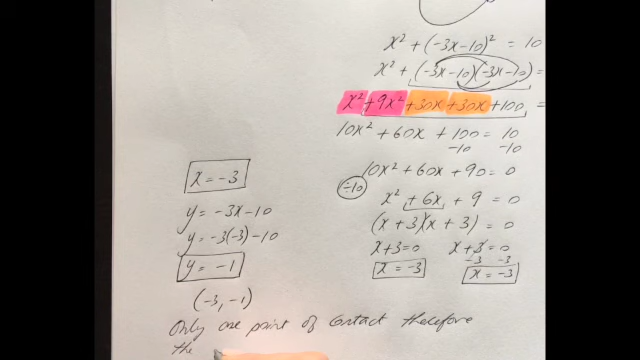 x² + (-3x-10)² = 10
x² + (-3x-10)(-3x-10) =
x² + 9x² + 30x + 30x + 100 =
10x² + 60x + 100 = 10
-10 -10
10x² + 60x + 90 = 0
÷10
x² + 6x + 9 = 0
(x+3)(x+3) = 0
x+3=0 x+3=0
-3 -3
x = -3 x = -3
x = -3
y = -3x-10
y = -3(-3)-10
y = -1
(-3, -1)
Only one point of contact therefore
the